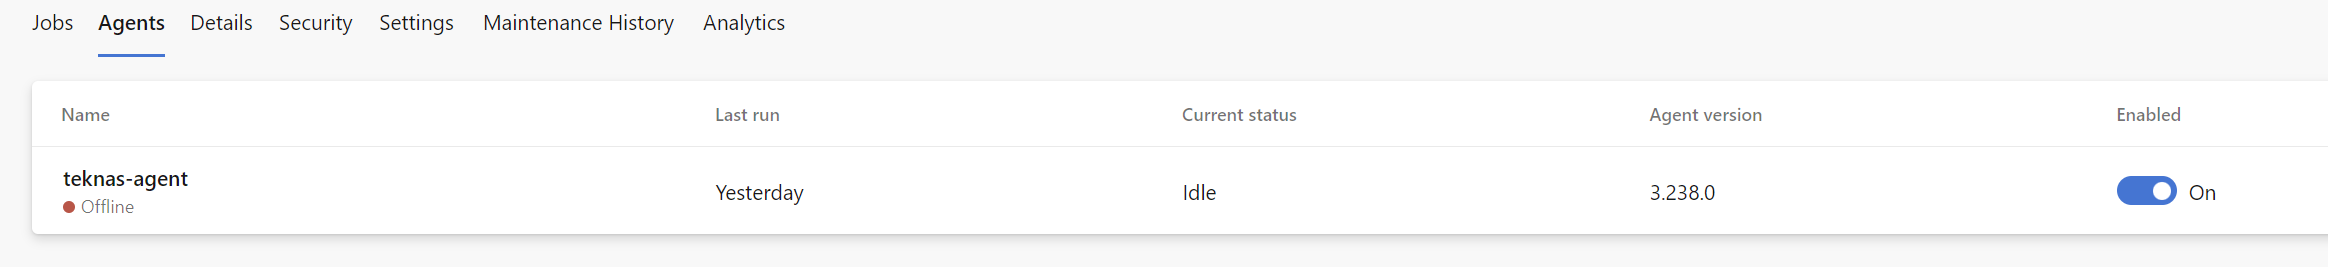 Jobs Agents Details Security Settings Maintenance History Analytics
Name Last run Current status Agent version Enabled
teknas-agent
Offline
Yesterday Idle 3.238.0 On